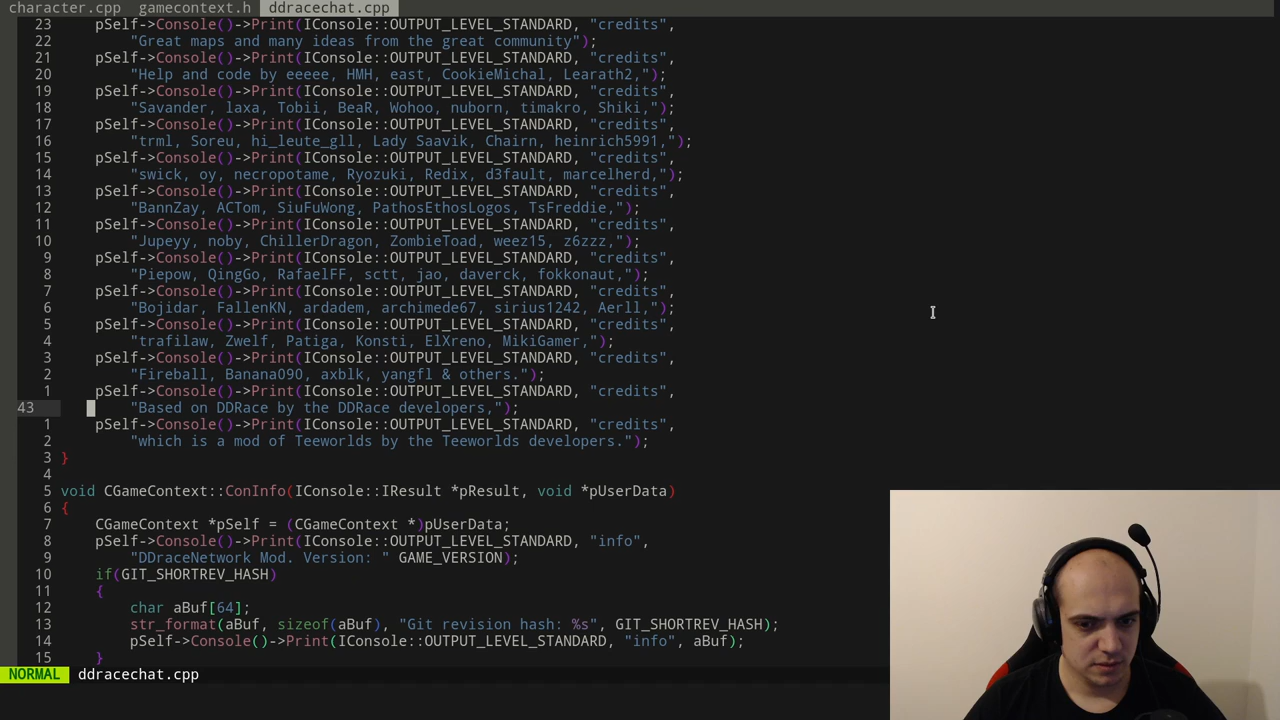 character.cpp gamecontext.h ddracechat.cpp
23 pSelf->Console()->Print(IConsole::OUTPUT_LEVEL_STANDARD, "credits",
22 "Great maps and many ideas from the great community");
21 pSelf->Console()->Print(IConsole::OUTPUT_LEVEL_STANDARD, "credits",
20 "Help and code by eeeee, HMH, east, CookieMichal, Learath2,");
19 pSelf->Console()->Print(IConsole::OUTPUT_LEVEL_STANDARD, "credits",
18 "Savander, laxa, Tobii, BeaR, Wohoo, nuborn, timakro, Shiki,");
17 pSelf->Console()->Print(IConsole::OUTPUT_LEVEL_STANDARD, "credits",
16 "trml, Soreu, hi_leute_gll, Lady Saavik, Chairn, heinrich5991,");
15 pSelf->Console()->Print(IConsole::OUTPUT_LEVEL_STANDARD, "credits",
14 "swick, oy, necropotame, Ryozuki, Redix, d3fault, marcelherd,");
13 pSelf->Console()->Print(IConsole::OUTPUT_LEVEL_STANDARD, "credits",
12 "BannZay, ACTom, SiuFuWong, PathosEthosLogos, TsFreddie,");
11 pSelf->Console()->Print(IConsole::OUTPUT_LEVEL_STANDARD, "credits",
10 "Jupeyy, noby, ChillerDragon, ZombieToad, weez15, z6zzz,");
9 pSelf->Console()->Print(IConsole::OUTPUT_LEVEL_STANDARD, "credits",
8 "Piepow, QingGo, RafaelFF, sctt, jao, daverck, fokkonaut,");
7 pSelf->Console()->Print(IConsole::OUTPUT_LEVEL_STANDARD, "credits",
6 "Bojidar, FallenKN, ardadem, archimede67, sirius1242, Aerll,");
5 pSelf->Console()->Print(IConsole::OUTPUT_LEVEL_STANDARD, "credits",
4 "trafilaw, Zwelf, Patiga, Konsti, ElXreno, MikiGamer,");
3 pSelf->Console()->Print(IConsole::OUTPUT_LEVEL_STANDARD, "credits",
2 "Fireball, Banana090, axblk, yangfl & others.");
1 pSelf->Console()->Print(IConsole::OUTPUT_LEVEL_STANDARD, "credits",
43 "Based on DDRace by the DDRace developers,");
1 pSelf->Console()->Print(IConsole::OUTPUT_LEVEL_STANDARD, "credits",
2 "which is a mod of Teeworlds by the Teeworlds developers.");
3 }
4
5 void CGameContext::ConInfo(IConsole::IResult *pResult, void *pUserData)
6 {
7 CGameContext *pSelf = (CGameContext *)pUserData;
8 pSelf->Console()->Print(IConsole::OUTPUT_LEVEL_STANDARD, "info",
9 "DDraceNetwork Mod. Version: " GAME_VERSION);
10 if(GIT_SHORTREV_HASH)
11 {
12 char aBuf[64];
13 str_format(aBuf, sizeof(aBuf), "Git revision hash: %s", GIT_SHORTREV_HASH);
14 pSelf->Console()->Print(IConsole::OUTPUT_LEVEL_STANDARD, "info", aBuf);
15 }
NORMAL ddracechat.cpp